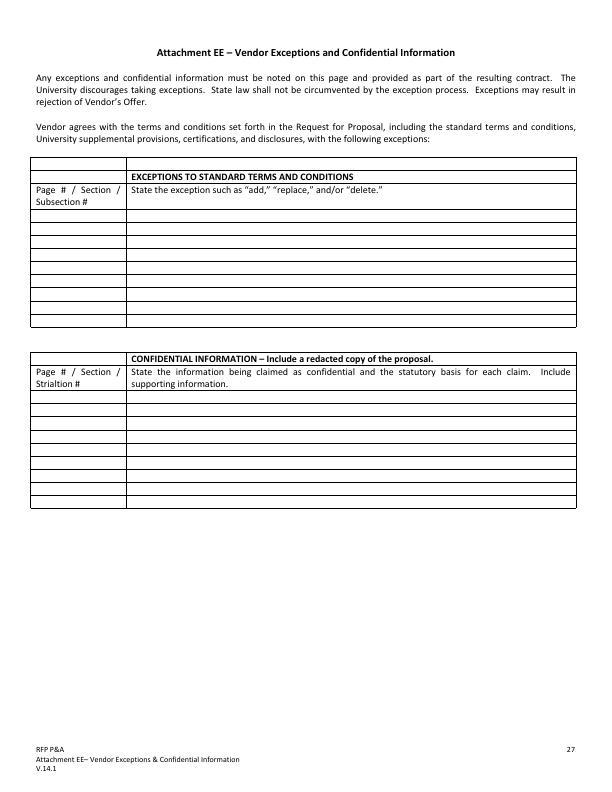 Attachment EE – Vendor Exceptions and Confidential Information
Any exceptions and confidential information must be noted on this page and provided as part of the resulting contract. The
University discourages taking exceptions. State law shall not be circumvented by the exception process. Exceptions may result in
rejection of Vendor's Offer.
Vendor agrees with the terms and conditions set forth in the Request for Proposal, including the standard terms and conditions,
University supplemental provisions, certifications, and disclosures, with the following exceptions:
EXCEPTIONS TO STANDARD TERMS AND CONDITIONS
Page # / Section /
Subsection #
State the exception such as “add,” “replace,” and/or “delete.”
CONFIDENTIAL INFORMATION – Include a redacted copy of the proposal.
Page # / Section /
Strialtion #
State the information being claimed as confidential and the statutory basis for each claim. Include
supporting information.
RFP P&A
27
Attachment EE– Vendor Exceptions & Confidential Information
V.14.1